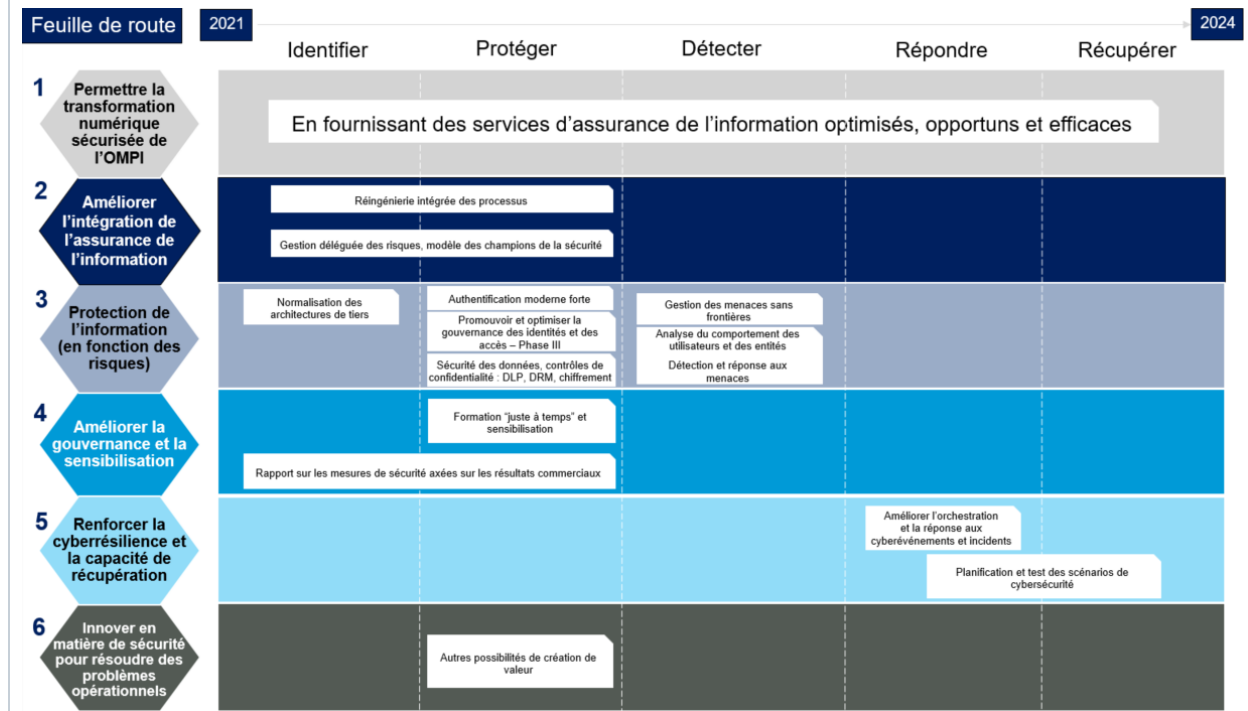 Feuille de route
2021
2024
Identifier
Protéger
Détecter
Répondre
Récupérer
1
Permettre la
transformation
numérique
sécurisée de
l’OMPI
En fournissant des services d’assurance de l’information optimisés, opportuns et efficaces
2
Améliorer
l’intégration de
l’assurance de
l’information
Réingénierie intégrée des processus
Gestion déléguée des risques, modèle des champions de la sécurité
3
Protection de
l’information
(en fonction des
risques)
Normalisation des
architectures de tiers
Authentification moderne forte
Promouvoir et optimiser la
gouvernance des identités et des
accès – Phase III
Sécurité des données, contrôles de
confidentialité : DLP, DRM, chiffrement
Gestion des menaces sans
frontières
Analyse du comportement des
utilisateurs et des entités
Détection et réponse aux
menaces
4
Améliorer la
gouvernance et la
sensibilisation
Formation “juste à temps” et
sensibilisation
Rapport sur les mesures de sécurité axées sur les résultats commerciaux
5
Renforcer la
cyberrésilience et
la capacité de
récupération
Améliorer l’orchestration
et la réponse aux
cyberévénements et incidents
Planification et test des scénarios de
cybersécurité
6
Innover en
matière de sécurité
pour résoudre des
problèmes
opérationnels
Autres possibilités de création de
valeur